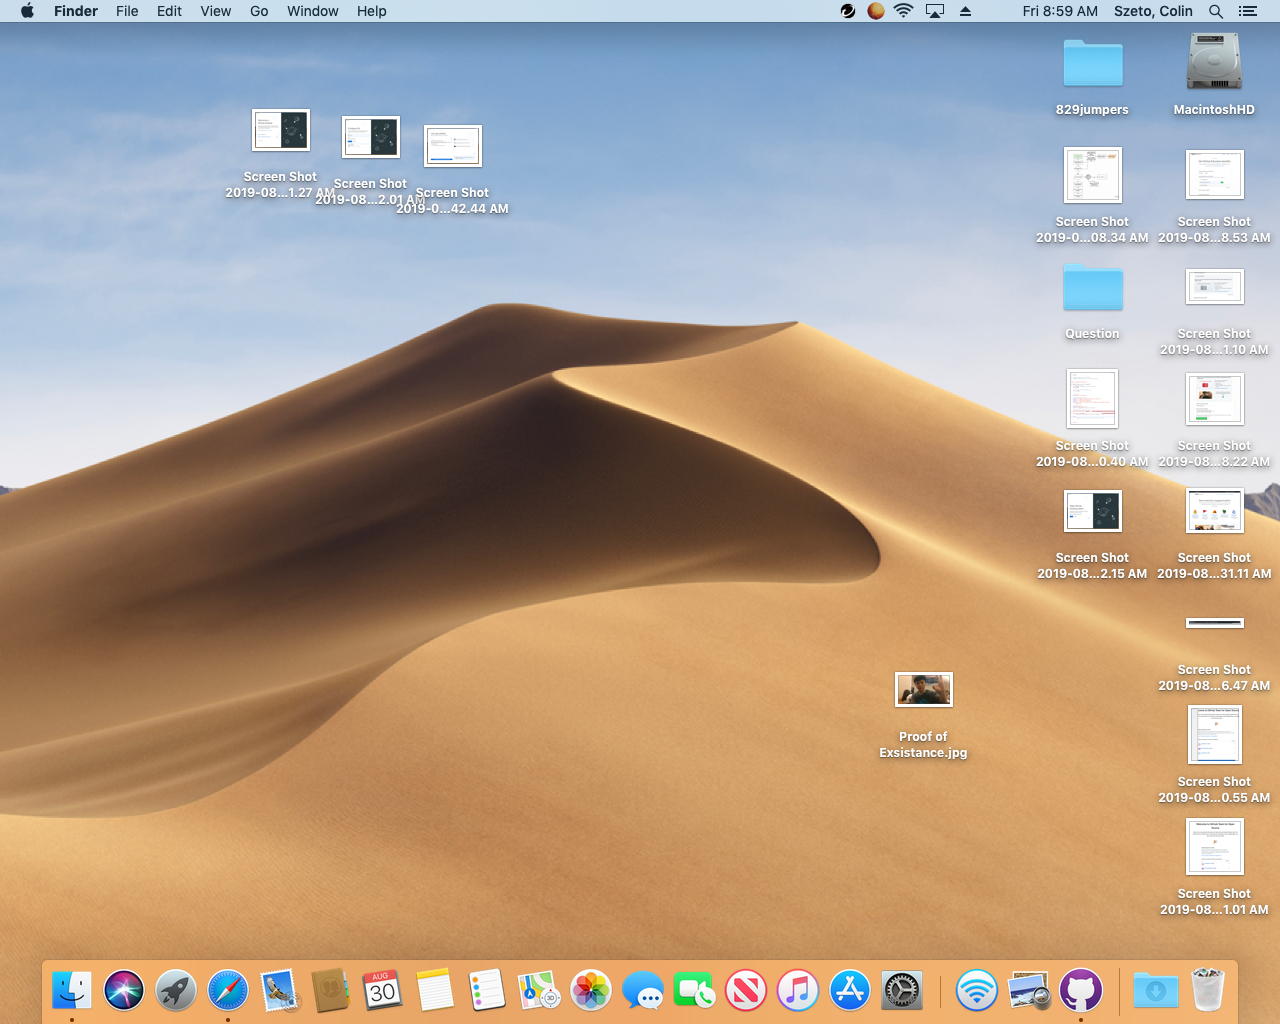 Finder File Edit View Go Window Help Fri 8:59 AM Szeto, Colin
829jumpers
MacintoshHD
Screen Shot
2019-08...1.27 AM
Screen Shot
2019-08...2.01 AM
Screen Shot
2019-0...42.44 AM
Screen Shot
2019-0...08.34 AM
Screen Shot
2019-08...8.53 AM
Question
Screen Shot
2019-08...1.10 AM
Screen Shot
2019-08...0.40 AM
Screen Shot
2019-08...8.22 AM
Screen Shot
2019-08...2.15 AM
Screen Shot
2019-08...31.11 AM
Screen Shot
2019-08...6.47 AM
Proof of
Exsistance.jpg
Screen Shot
2019-08...0.55 AM
Screen Shot
2019-08...1.01 AM
AUG
30
3D